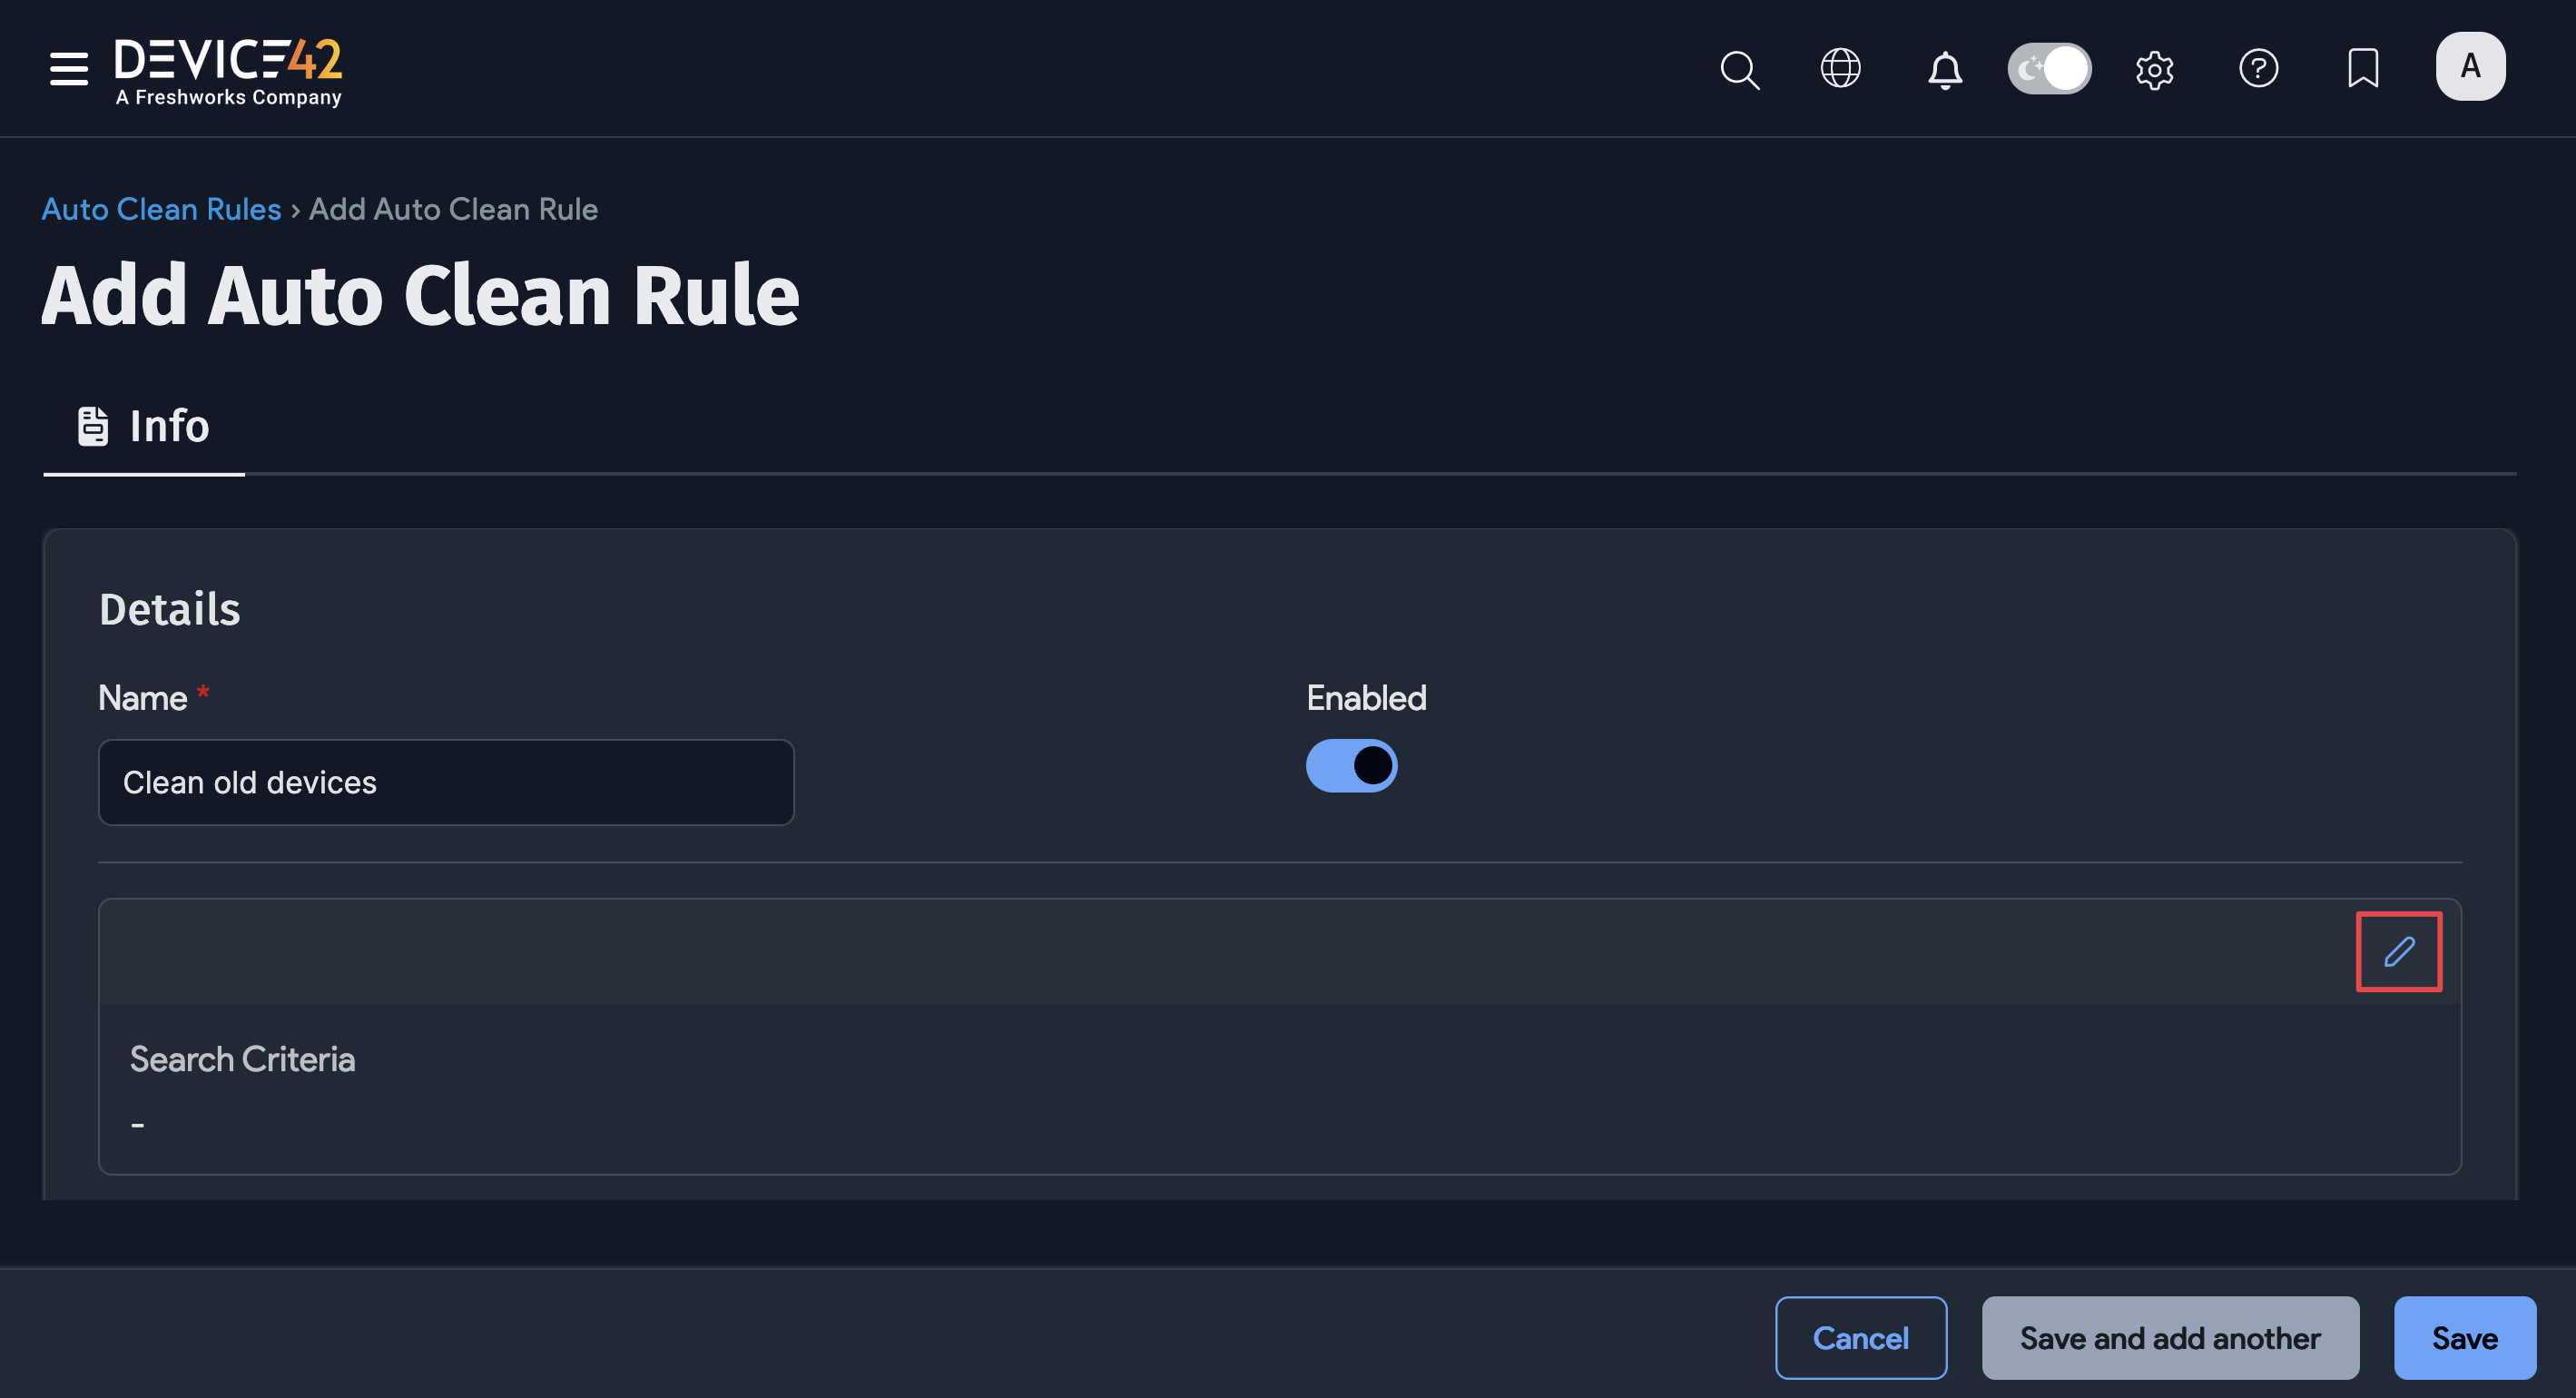 DEVICE42
A Freshworks Company
A
Auto Clean Rules › Add Auto Clean Rule
Add Auto Clean Rule
Info
Details
Name *
Enabled
Clean old devices
Search Criteria
-
Cancel
Save and add another
Save